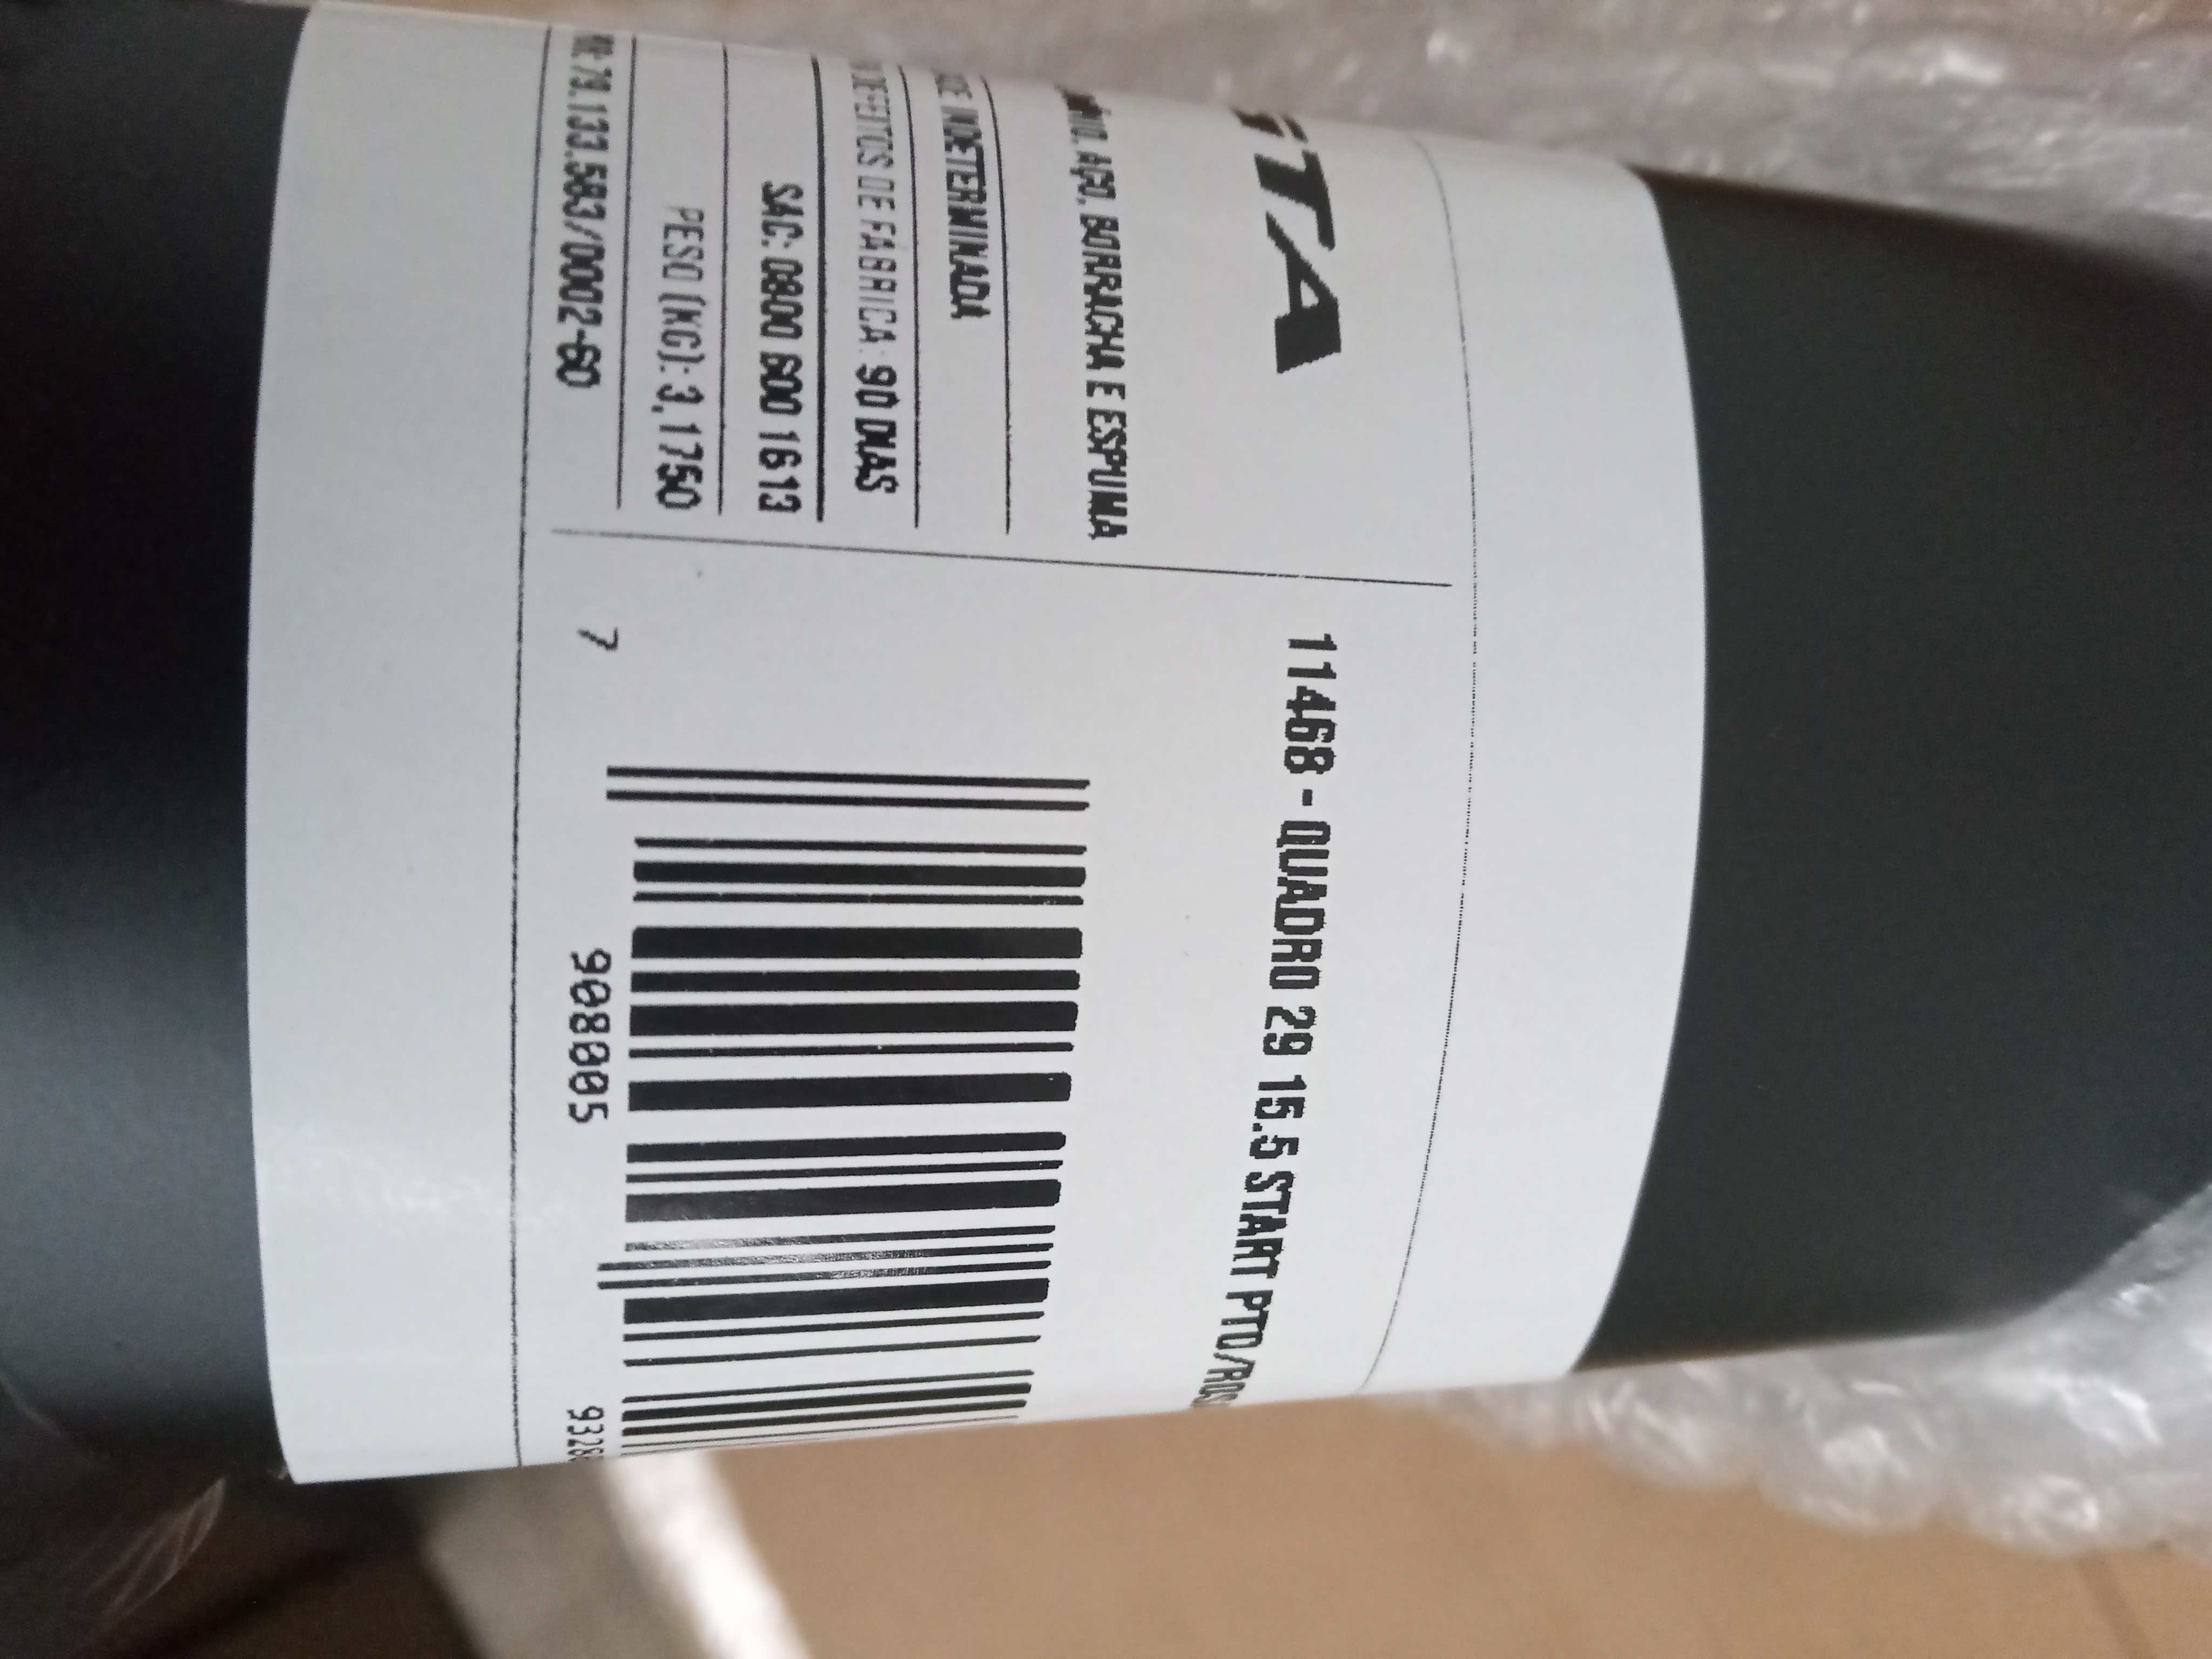 TA
AÇO, BORRACHA E ESPUMA
INDETERMINADA
DEFEITOS DE FÁBRICA: 90 DIAS
SAC: 0800 600 1613
PESO (KG): 3,1750
79.133.583/0002-60
11468 - QUADRO 29 15.5 START PTO/
7 908005 9328